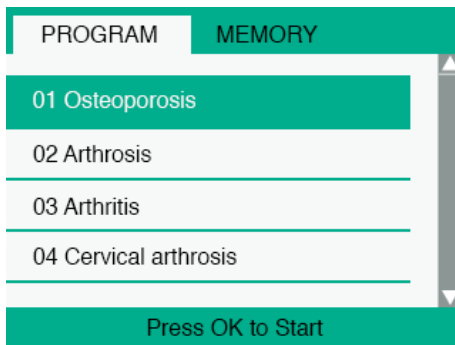 PROGRAM MEMORY
01 Osteoporosis
02 Arthrosis
03 Arthritis
04 Cervical arthrosis
Press OK to Start